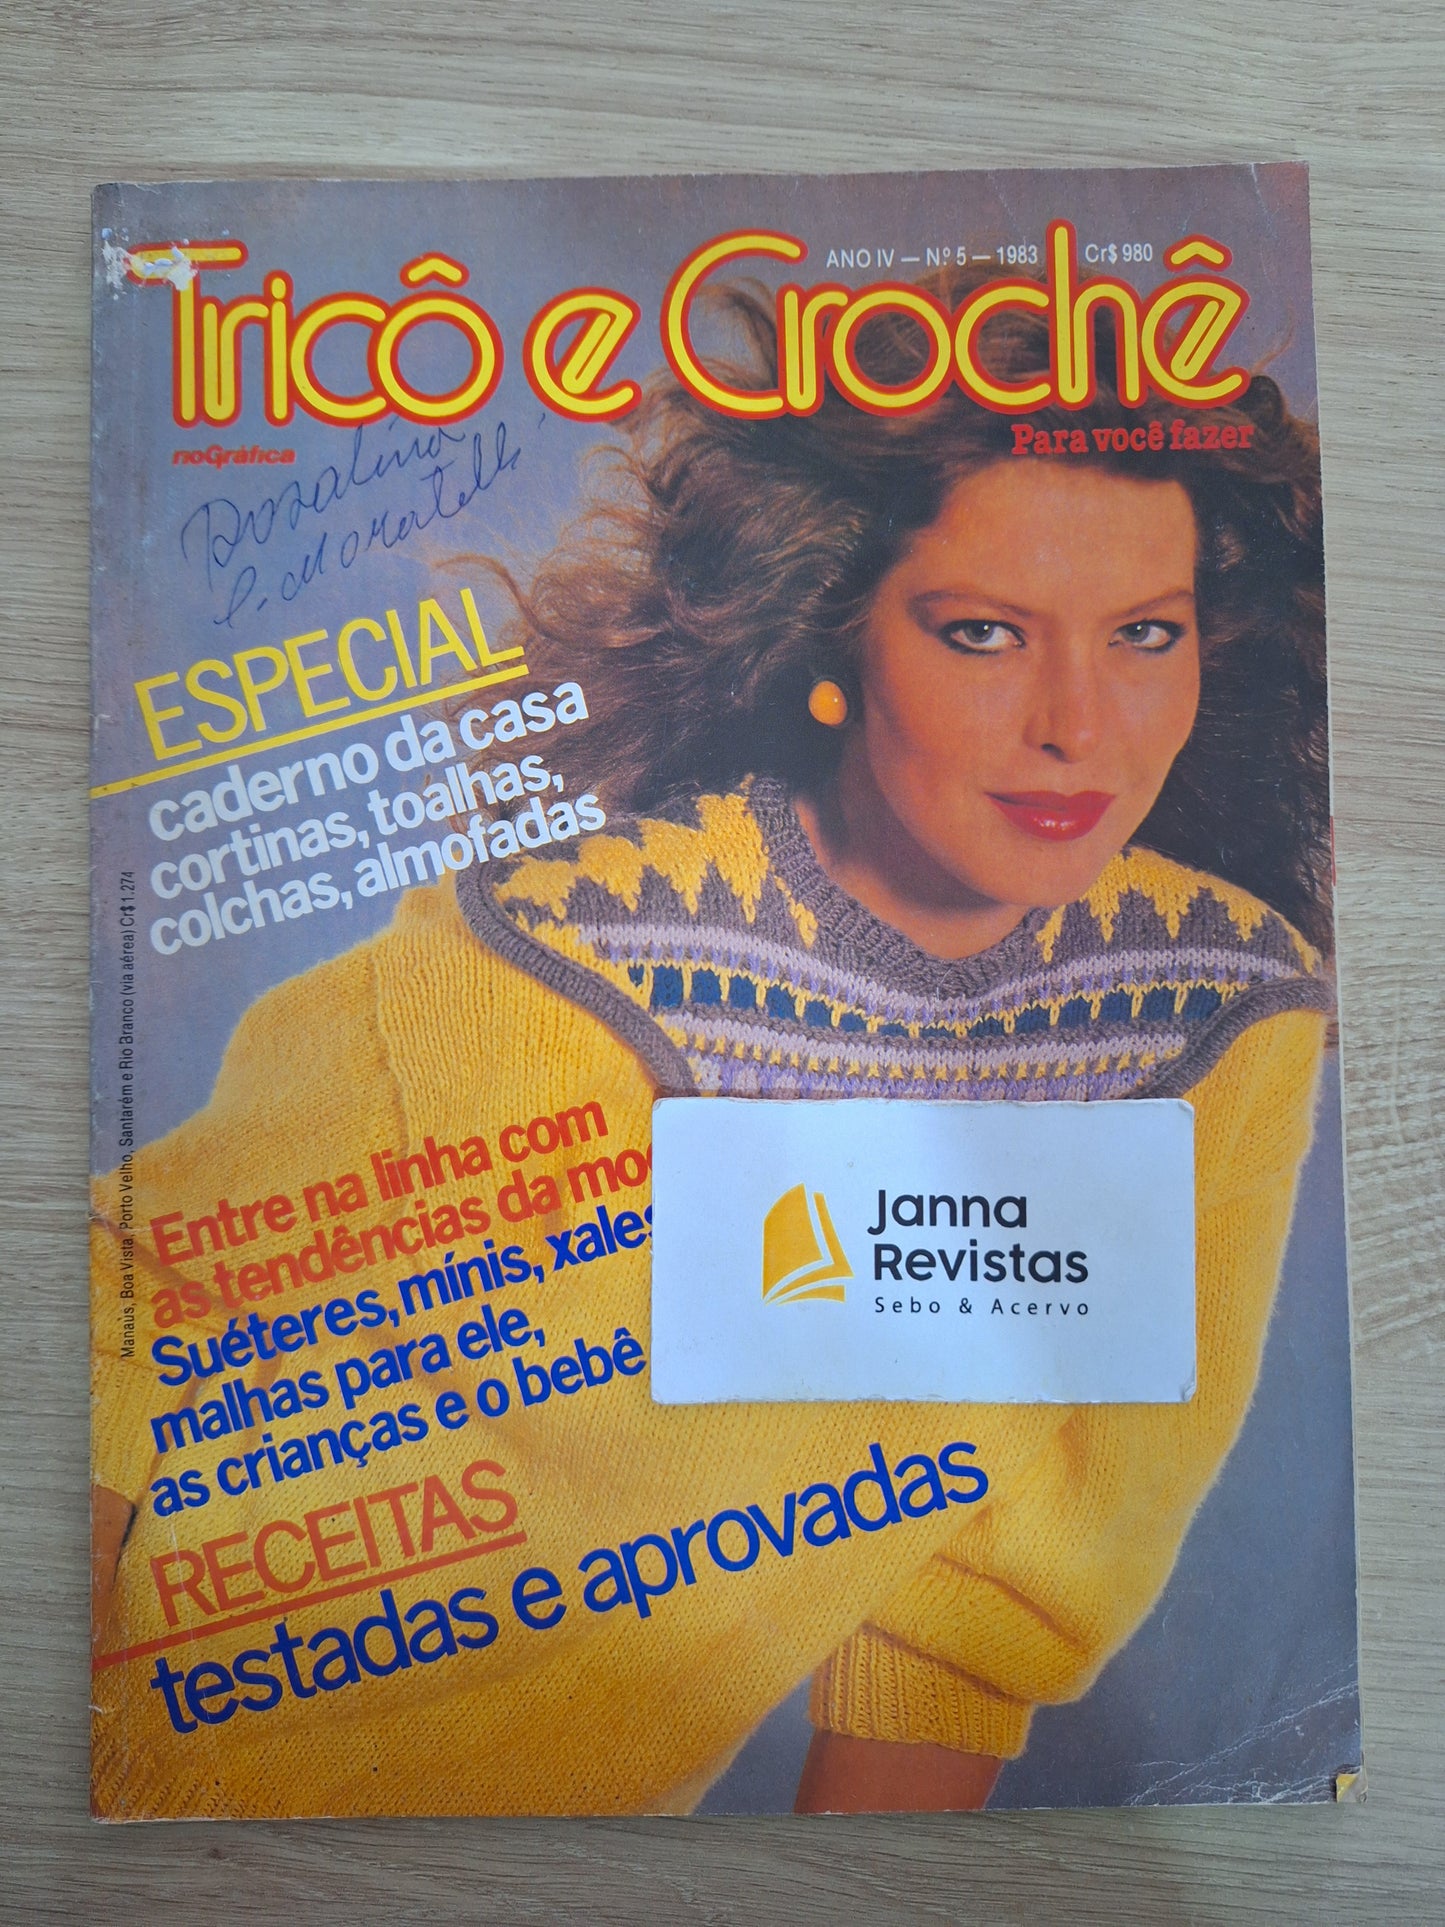 ANO IV — Nº 5 — 1983 Cr$ 980
Tricô e Crochê
Para você fazer
rioGráfica
Rosalina
ESPECIAL
caderno da casa
cortinas, toalhas,
colchas, almofadas
Manaus, Boa Vista, Porto Velho, Santarém e Rio Branco (via aérea) Cr$ 1.274
Entre na linha com
as tendências da
Suéteres, mínis, xales
malhas para ele,
as crianças e o bebê
RECEITAS
testadas e aprovadas
Janna
Revistas
Sebo & Acervo